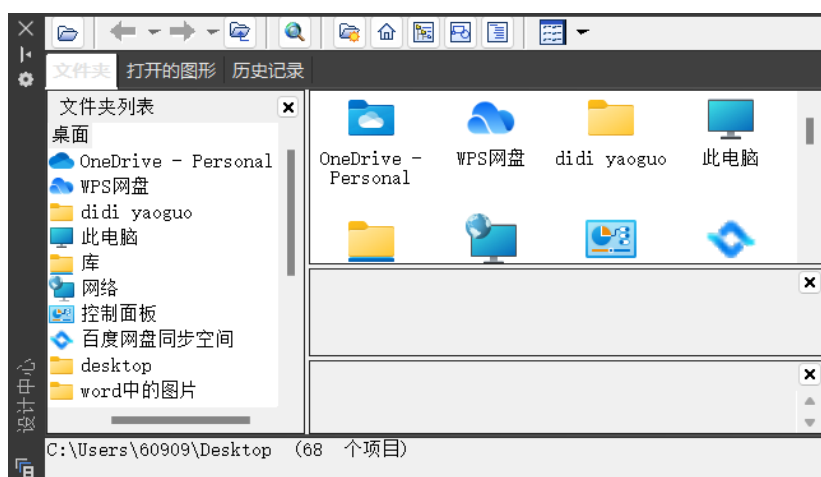 文件夹 打开的图形 历史记录
文件夹列表
桌面
OneDrive - Personal
WPS网盘
didi yaoguo
此电脑
库
网络
控制面板
百度网盘同步空间
desktop
word中的图片
OneDrive - Personal
WPS网盘
didi yaoguo
此电脑
设计中心
C:\Users\60909\Desktop (68 个项目)